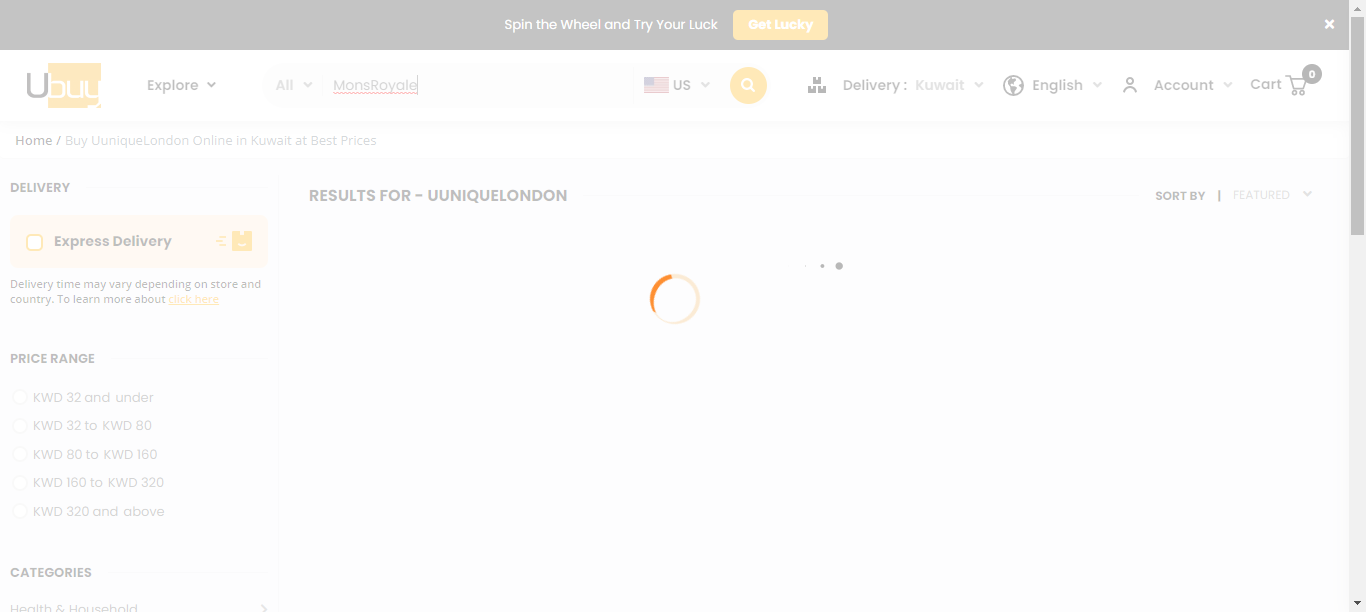 Spin the Wheel and Try Your Luck Get Lucky ×
Ubuy Explore All MonsRoyale US Delivery : Kuwait English Account Cart 0
Home / Buy UuniqueLondon Online in Kuwait at Best Prices
DELIVERY
Express Delivery
Delivery time may vary depending on store and
country. To learn more about click here
PRICE RANGE
KWD 32 and under
KWD 32 to KWD 80
KWD 80 to KWD 160
KWD 160 to KWD 320
KWD 320 and above
CATEGORIES
Health & Household
RESULTS FOR - UUNIQUELONDON
SORT BY | FEATURED